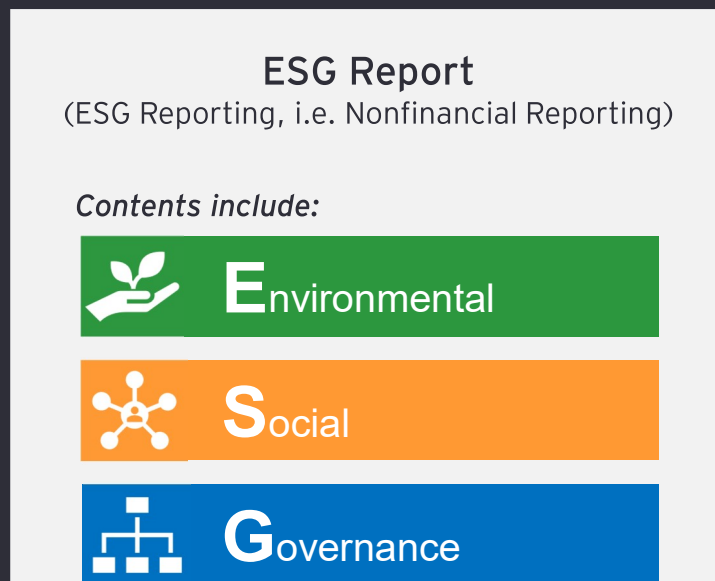 ESG Report
(ESG Reporting, i.e. Nonfinancial Reporting)
Contents include:
Environmental
Social
Governance